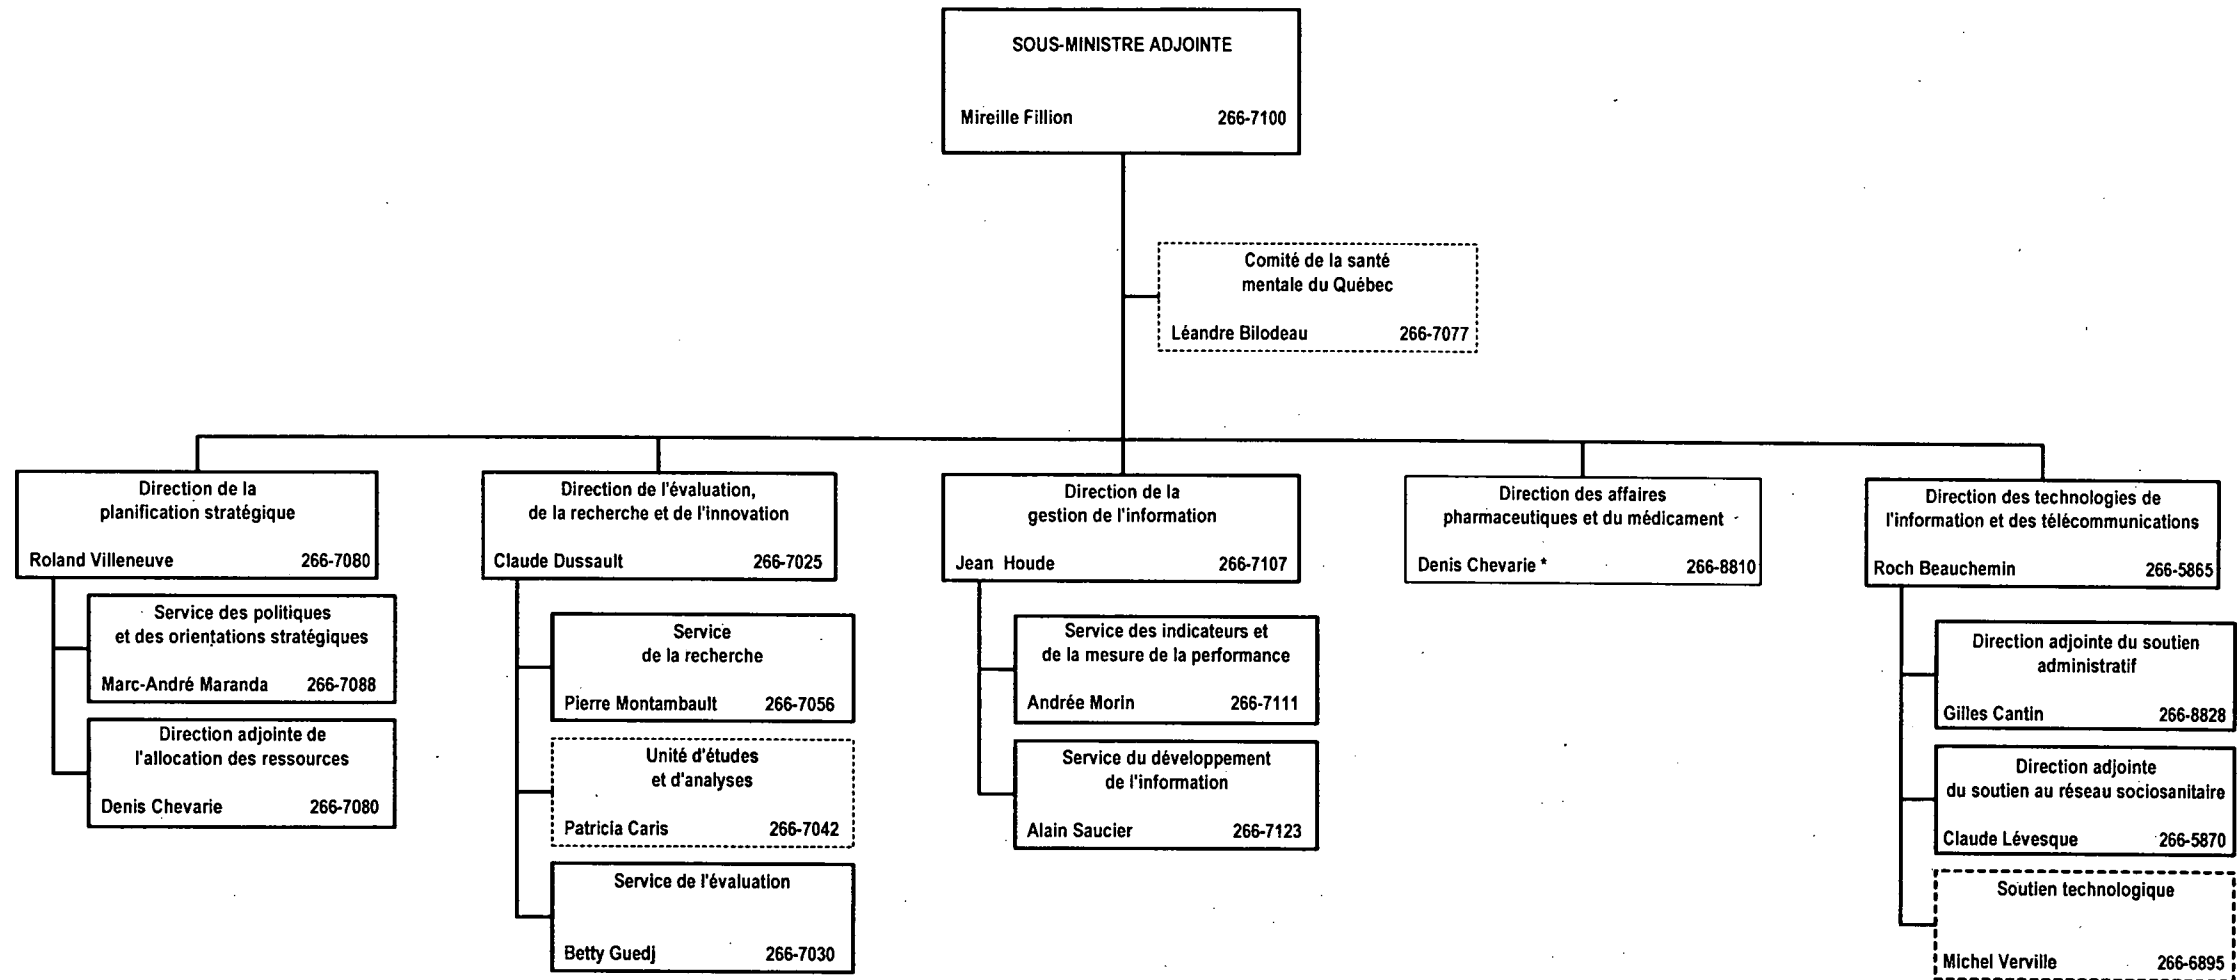 SOUS-MINISTRE ADJOINTE
Mireille Fillion 266-7100
Comité de la santé
mentale du Québec
Léandre Bilodeau 266-7077
Direction de la
planification stratégique
Roland Villeneuve 266-7080
Service des politiques
et des orientations stratégiques
Marc-André Maranda 266-7088
Direction adjointe de
l'allocation des ressources
Denis Chevarie 266-7080
Direction de l'évaluation,
de la recherche et de l'innovation
Claude Dussault 266-7025
Service
de la recherche
Pierre Montambault 266-7056
Unité d'études
et d'analyses
Patricia Caris 266-7042
Service de l'évaluation
Betty Guedj 266-7030
Direction de la
gestion de l'information
Jean Houde 266-7107
Service des indicateurs et
de la mesure de la performance
Andrée Morin 266-7111
Service du développement
de l'information
Alain Saucier 266-7123
Direction des affaires
pharmaceutiques et du médicament
Denis Chevarie * 266-8810
Direction des technologies de
l'information et des télécommunications
Roch Beauchemin 266-5865
Direction adjointe du soutien
administratif
Gilles Cantin 266-8828
Direction adjointe
du soutien au réseau sociosanitaire
Claude Lévesque 266-5870
Soutien technologique
Michel Verville 266-6895